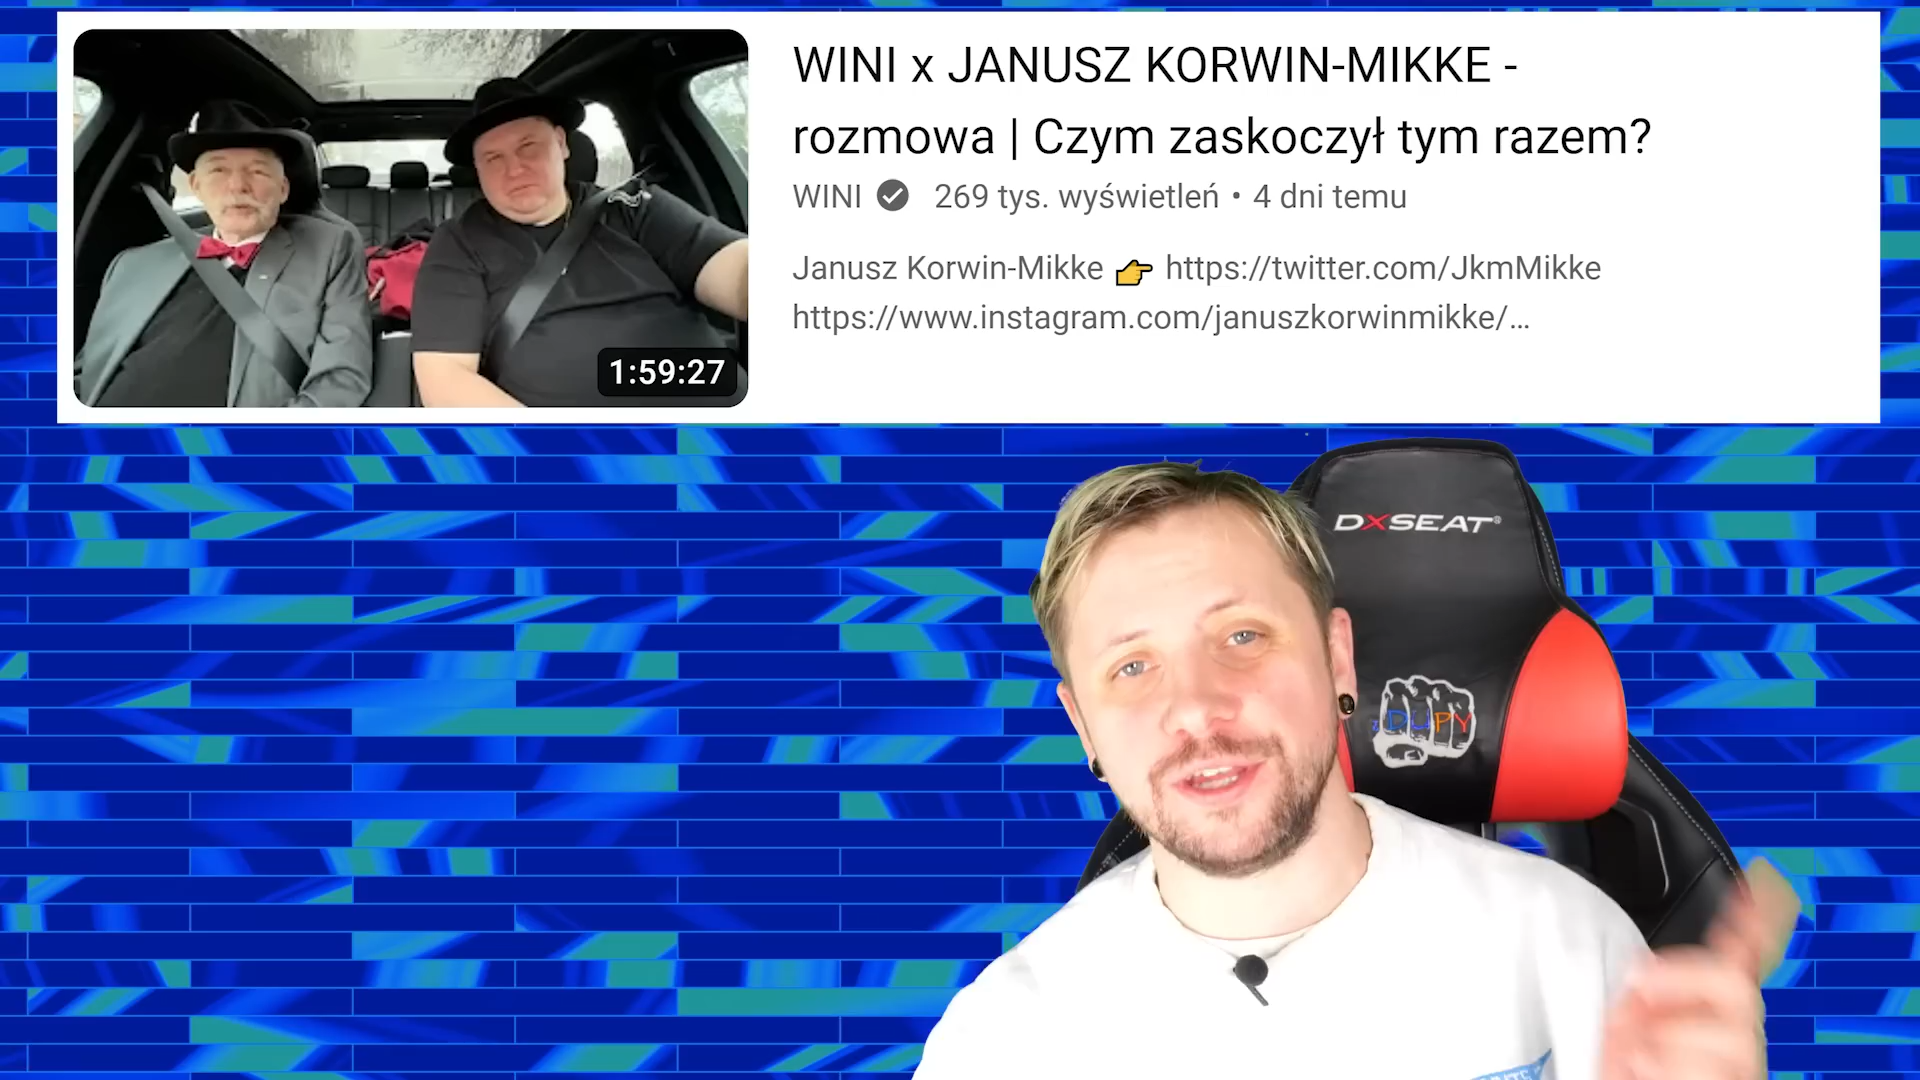 WINI x JANUSZ KORWIN-MIKKE -
rozmowa | Czym zaskoczył tym razem?
WINI 269 tys. wyświetleń • 4 dni temu
Janusz Korwin-Mikke 👉 https://twitter.com/JkmMikke
https://www.instagram.com/januszkorwinmikke/...
1:59:27
DXSEAT®
zDUPY